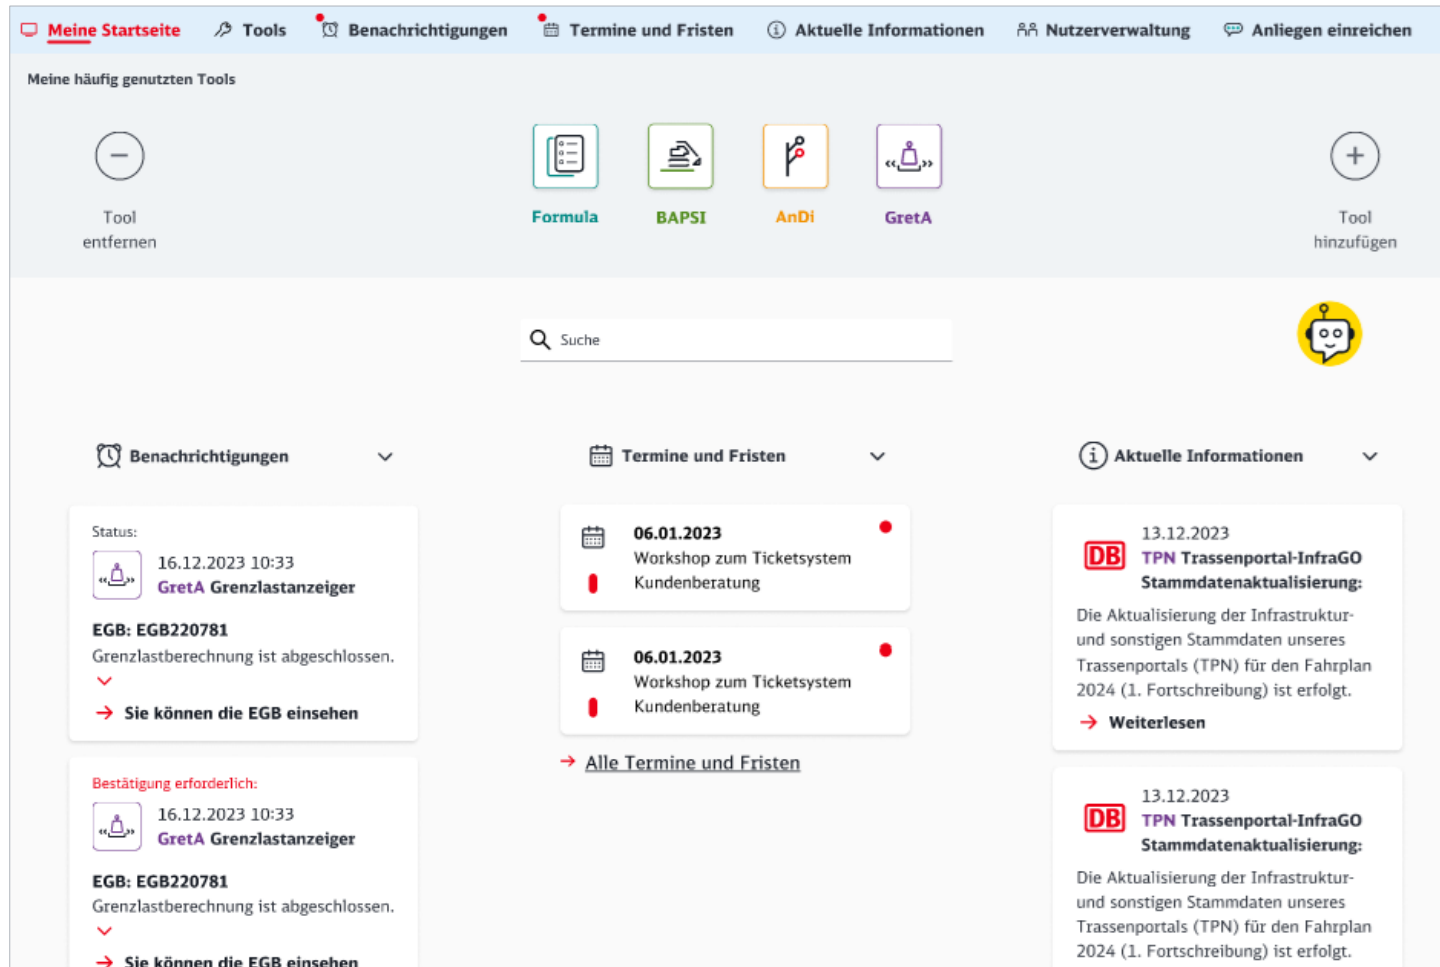 Meine Startseite
Tools
Benachrichtigungen
Termine und Fristen
Aktuelle Informationen
Nutzerverwaltung
Anliegen einreichen
Meine häufig genutzten Tools
Tool
entfernen
Formula
BAPSI
AnDi
GretA
Tool
hinzufügen
Suche
Benachrichtigungen
Status:
16.12.2023 10:33
GretA Grenzlastanzeiger
EGB: EGB220781
Grenzlastberechnung ist abgeschlossen.
Sie können die EGB einsehen
Bestätigung erforderlich:
16.12.2023 10:33
GretA Grenzlastanzeiger
EGB: EGB220781
Grenzlastberechnung ist abgeschlossen.
Sie können die EGB einsehen
Termine und Fristen
06.01.2023
Workshop zum Ticketsystem
Kundenberatung
06.01.2023
Workshop zum Ticketsystem
Kundenberatung
Alle Termine und Fristen
Aktuelle Informationen
DB
13.12.2023
TPN Trassenportal-InfraGO
Stammdatenaktualisierung:
Die Aktualisierung der Infrastruktur-
und sonstigen Stammdaten unseres
Trassenportals (TPN) für den Fahrplan
2024 (1. Fortschreibung) ist erfolgt.
Weiterlesen
DB
13.12.2023
TPN Trassenportal-InfraGO
Stammdatenaktualisierung:
Die Aktualisierung der Infrastruktur-
und sonstigen Stammdaten unseres
Trassenportals (TPN) für den Fahrplan
2024 (1. Fortschreibung) ist erfolgt.